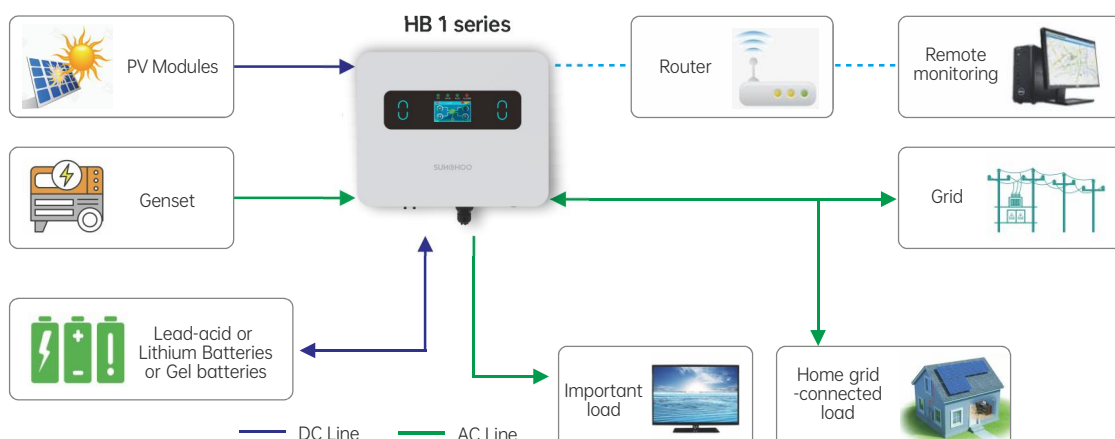 HB 1 series
PV Modules
Router
Remote
monitoring
SUNGHOO
Genset
Grid
Lead-acid or
Lithium Batteries
or Gel batteries
Important
load
Home grid
-connected
load
DC Line
AC Line